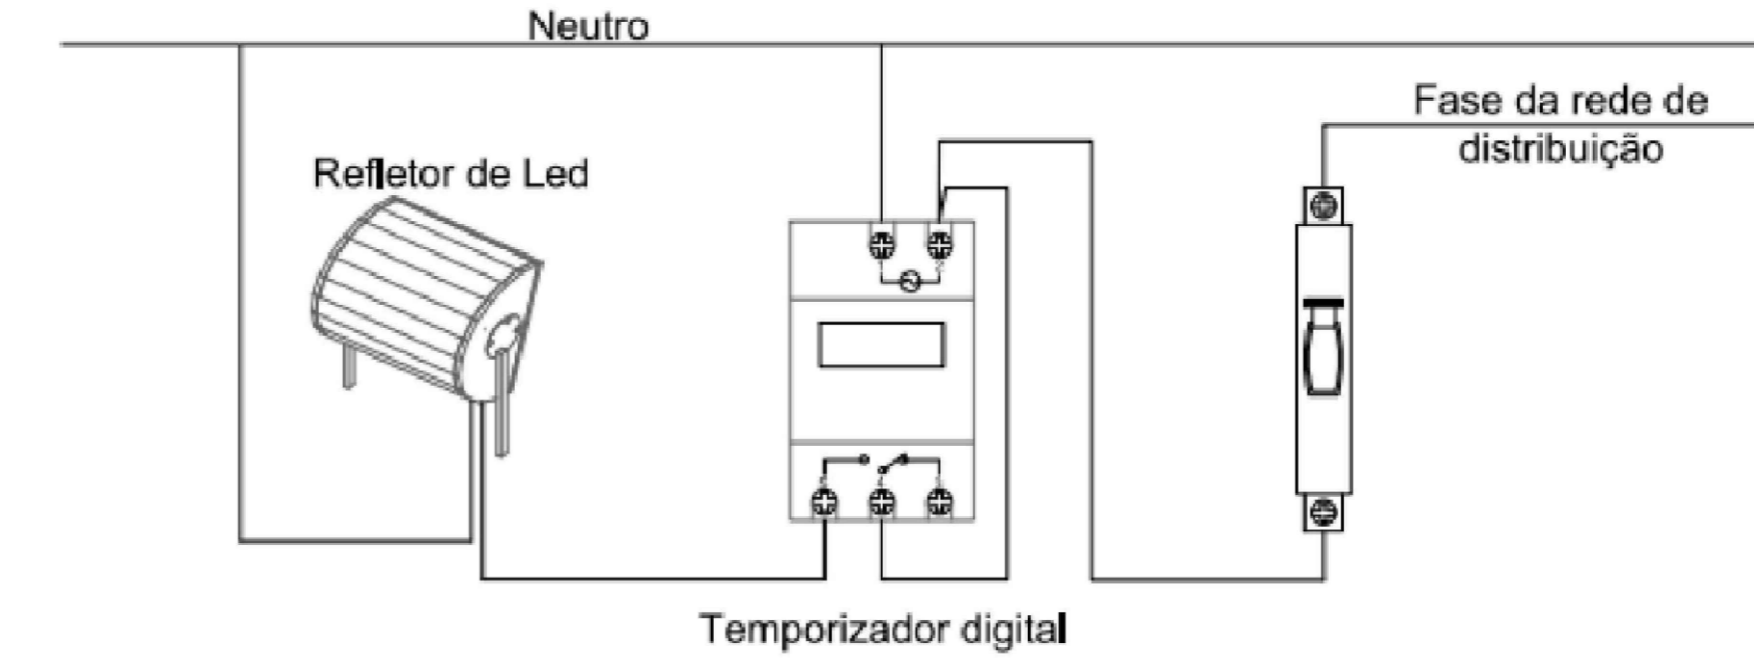 Neutro
Fase da rede de
distribuição
Refletor de Led
Temporizador digital